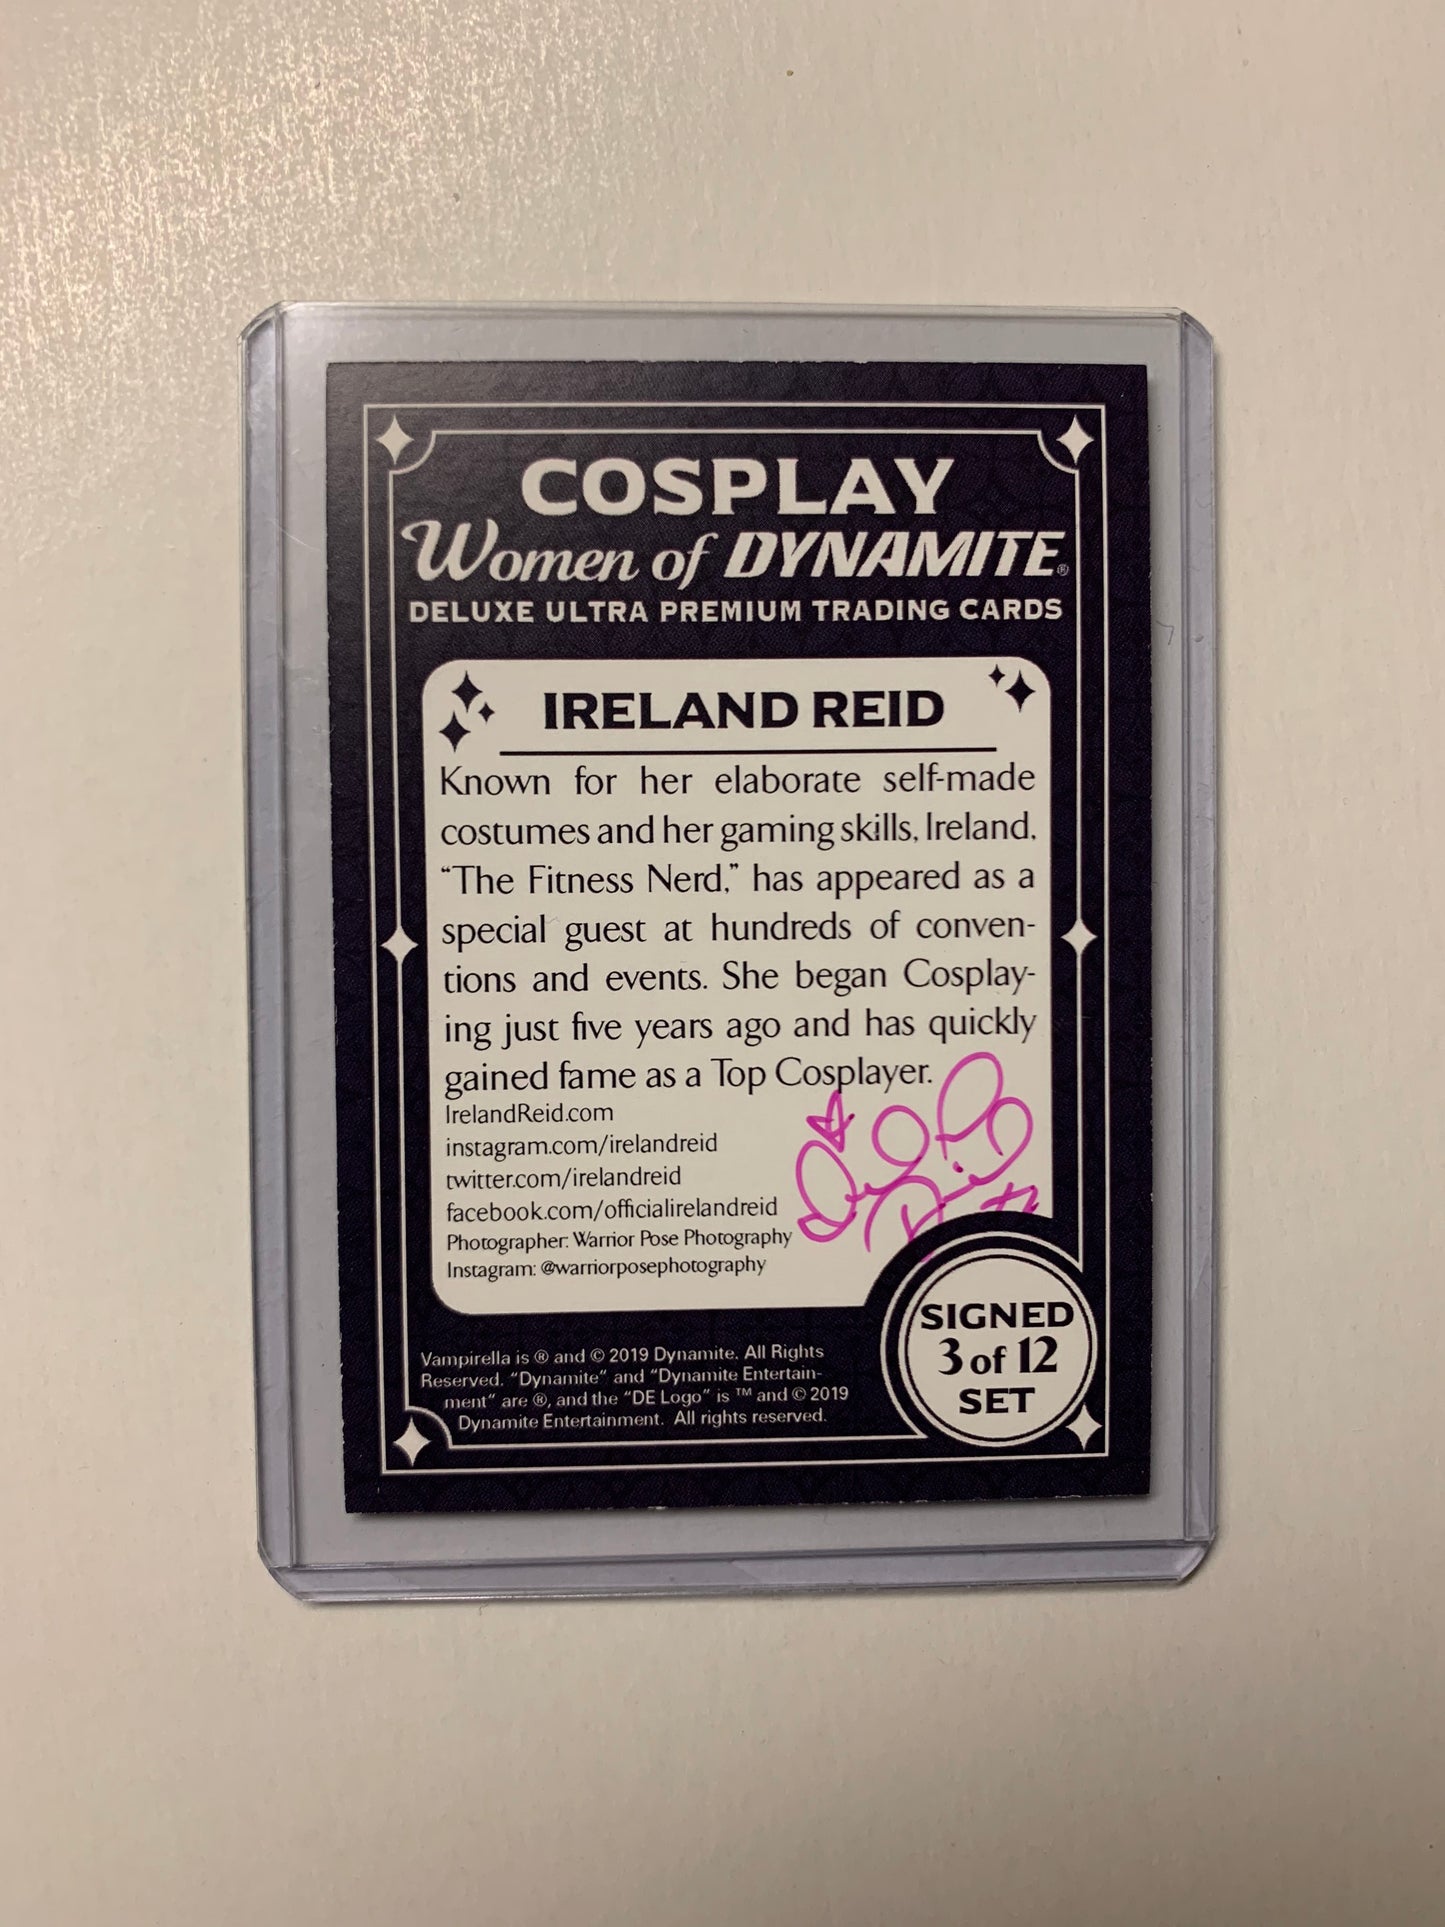 COSPLAY
Women of DYNAMITE®
DELUXE ULTRA PREMIUM TRADING CARDS
IRELAND REID
Known for her elaborate self-made
costumes and her gaming skills, Ireland,
"The Fitness Nerd," has appeared as a
special guest at hundreds of conven-
tions and events. She began Cosplay-
ing just five years ago and has quickly
gained fame as a Top Cosplayer.
IrelandReid.com
instagram.com/irelandreid
twitter.com/irelandreid
facebook.com/officialirelandreid
Photographer: Warrior Pose Photography
Instagram: @warriorposephotography
SIGNED
3 of 12
SET
Vampirella is ® and © 2019 Dynamite. All Rights
Reserved. "Dynamite" and "Dynamite Entertain-
ment" are ®, and the "DE Logo" is ™ and © 2019
Dynamite Entertainment. All rights reserved.